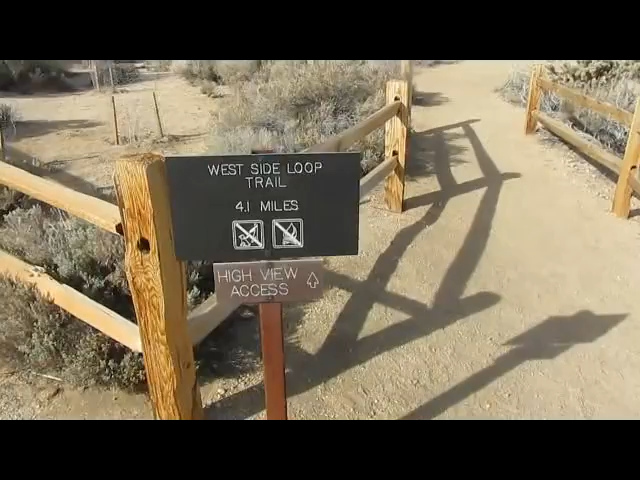 WEST SIDE LOOP
TRAIL
4.1 MILES
HIGH VIEW
ACCESS